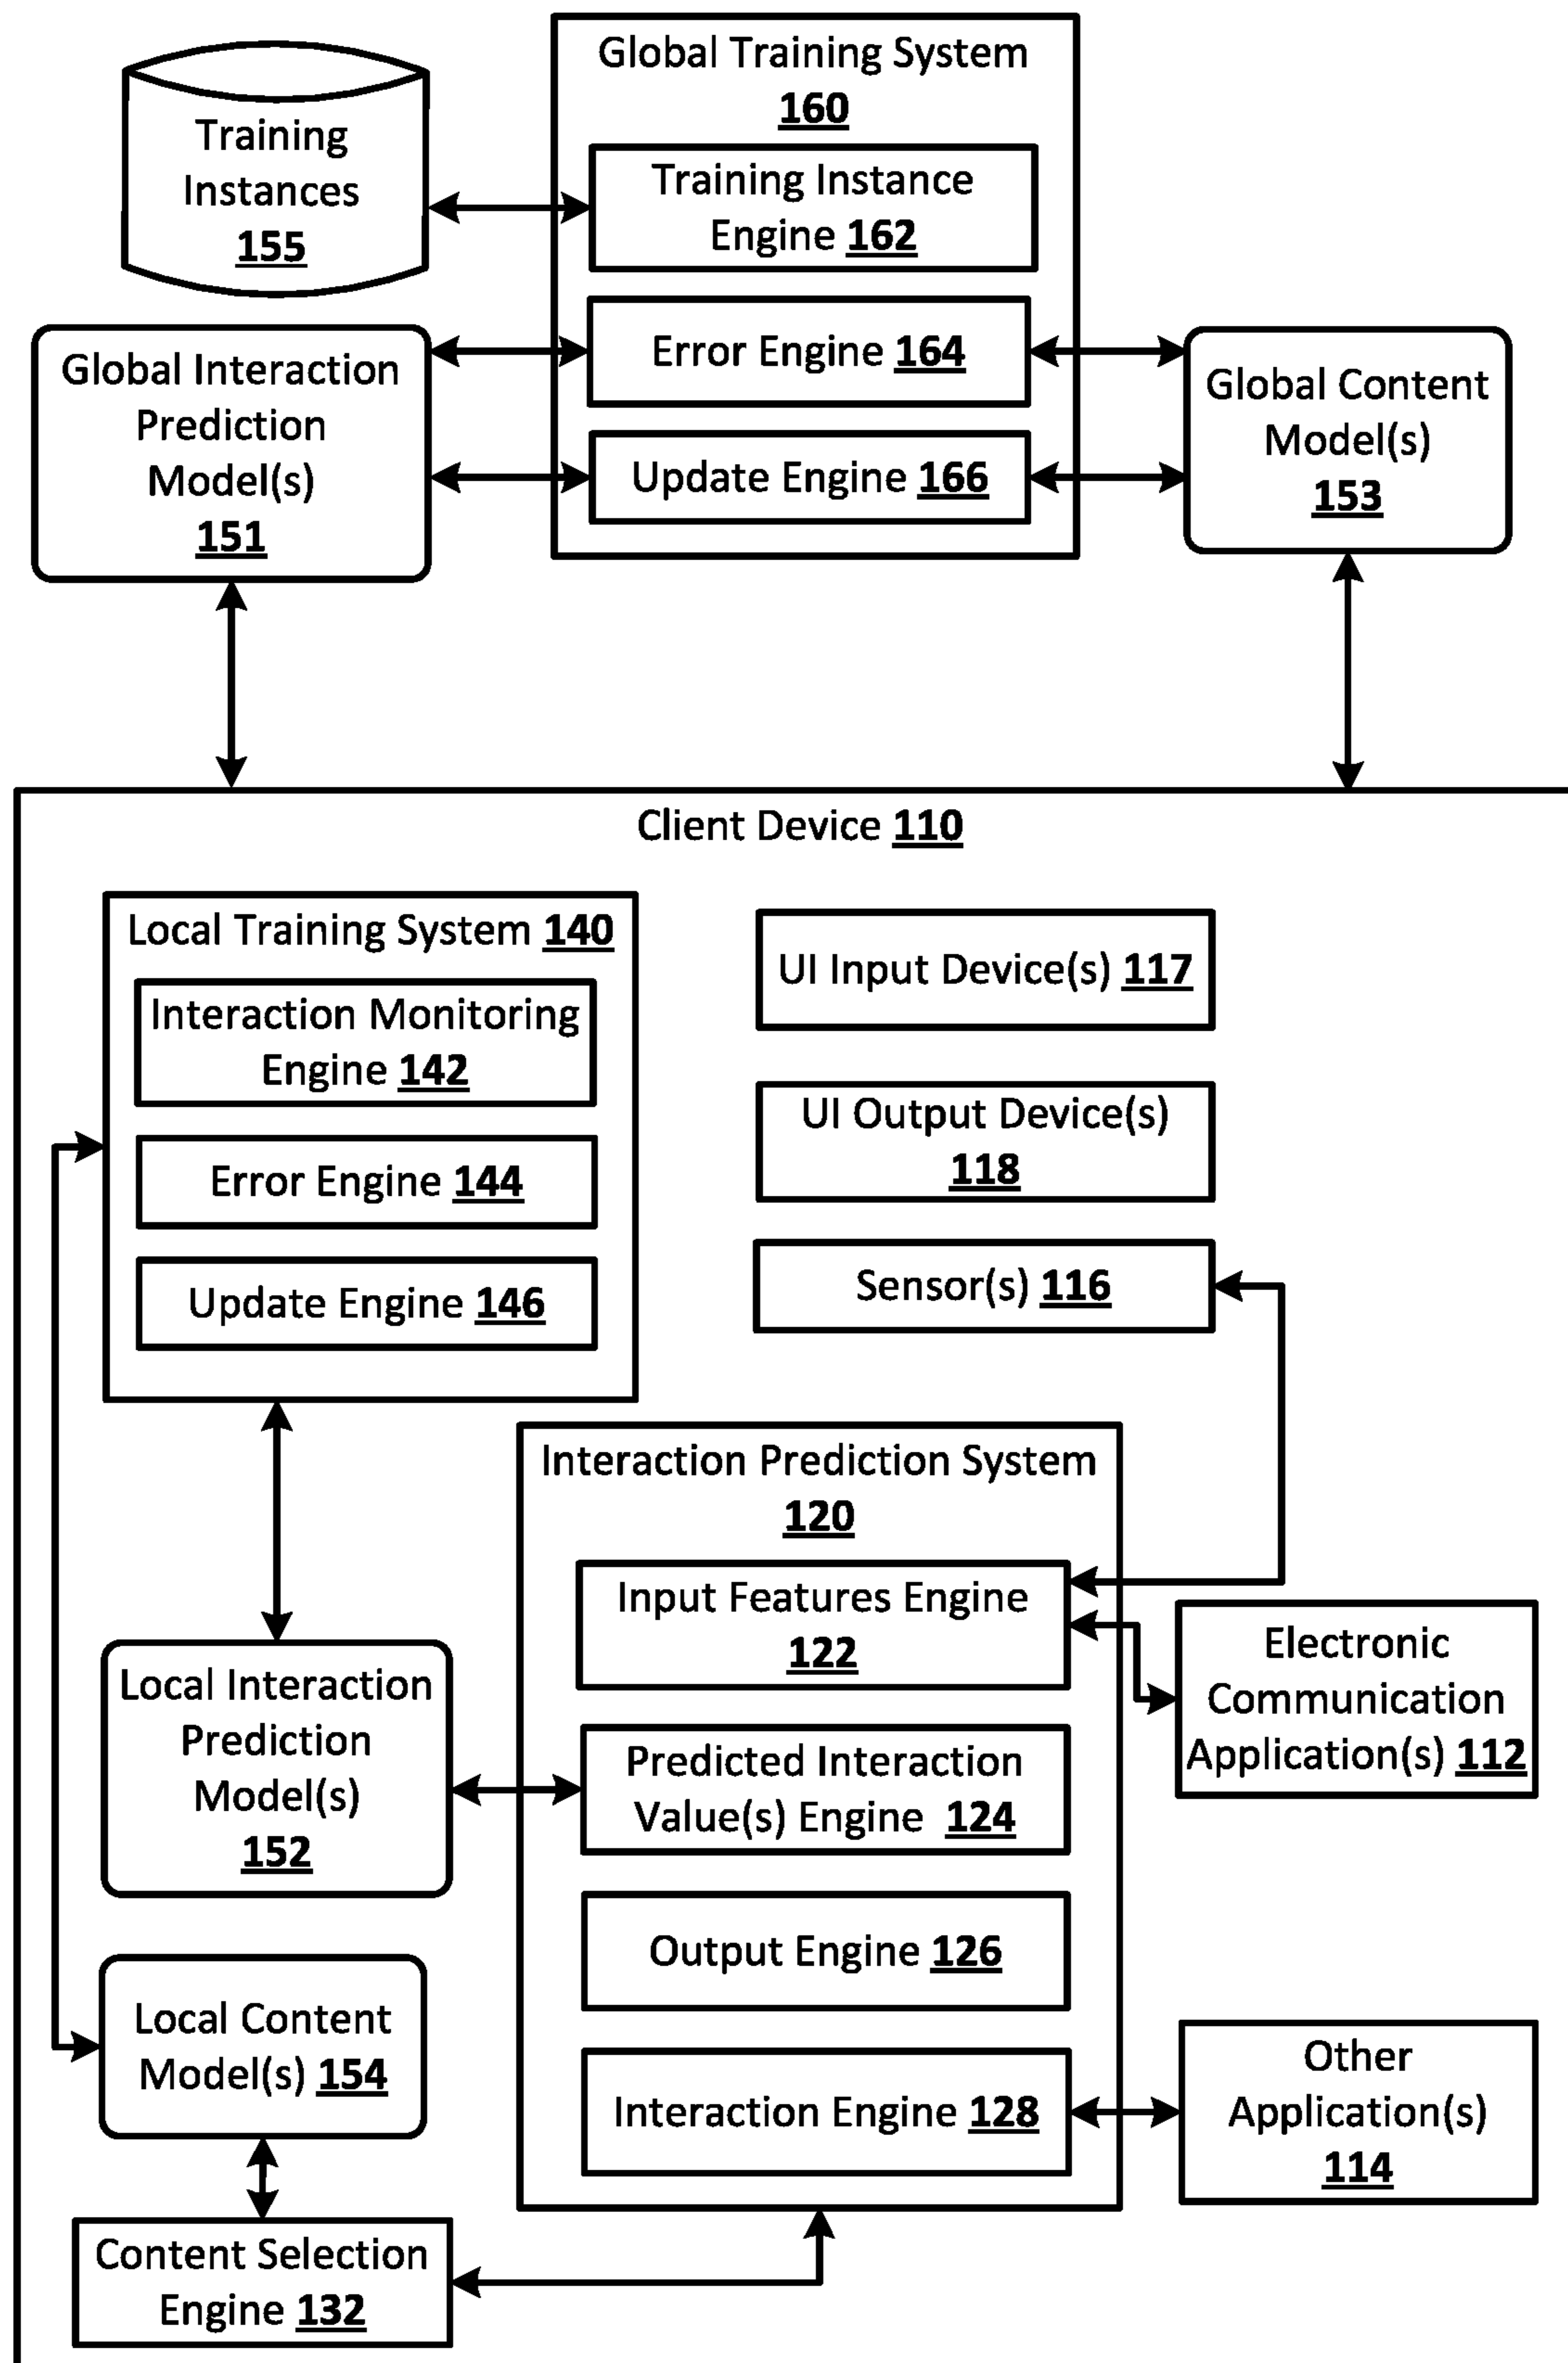 Training
Instances
155
Global Training System
160
Training Instance
Engine 162
Error Engine 164
Update Engine 166
Global Interaction
Prediction
Model(s)
151
Global Content
Model(s)
153
Client Device 110
Local Training System 140
Interaction Monitoring
Engine 142
Error Engine 144
Update Engine 146
UI Input Device(s) 117
UI Output Device(s)
118
Sensor(s) 116
Interaction Prediction System
120
Input Features Engine
122
Predicted Interaction
Value(s) Engine 124
Output Engine 126
Interaction Engine 128
Electronic
Communication
Application(s) 112
Other
Application(s)
114
Local Interaction
Prediction
Model(s)
152
Local Content
Model(s) 154
Content Selection
Engine 132